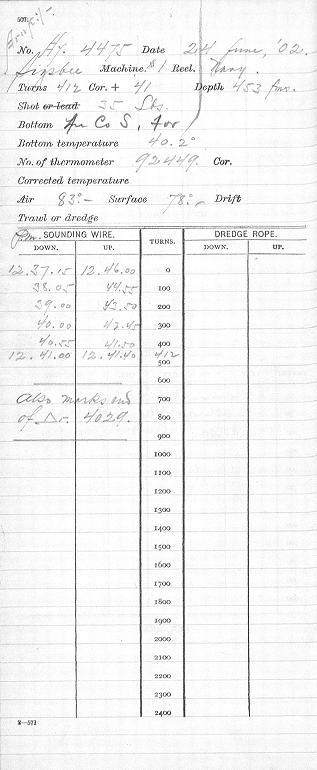 No. Hy. 4475 Date 24 June, '02.
Sigsbee Machine. #1 Reel. Navy.
Turns 412 Cor. + 41 Depth 453 fms.
Shot or lead 35 lbs.
Bottom fne Co S, For
Bottom temperature 40.2°
No. of thermometer 92449. Cor.
Corrected temperature
Air 83°.– Surface 78°.– Drift
Trawl or dredge
P.m. SOUNDING WIRE. TURNS. DREDGE ROPE.
DOWN. UP. DOWN. UP.
12.37.15 12.46.00 0
38.05 44.55 100
39.00 43.50 200
40.00 42.45 300
40.55 41.50 400
12.41.00 12.41.40 412
500
600
Also marks end 700
of Dr. 4029. 800
900
1000
1100
1200
1300
1400
1500
1600
1700
1800
1900
2000
2100
2200
2300
2400
2—571